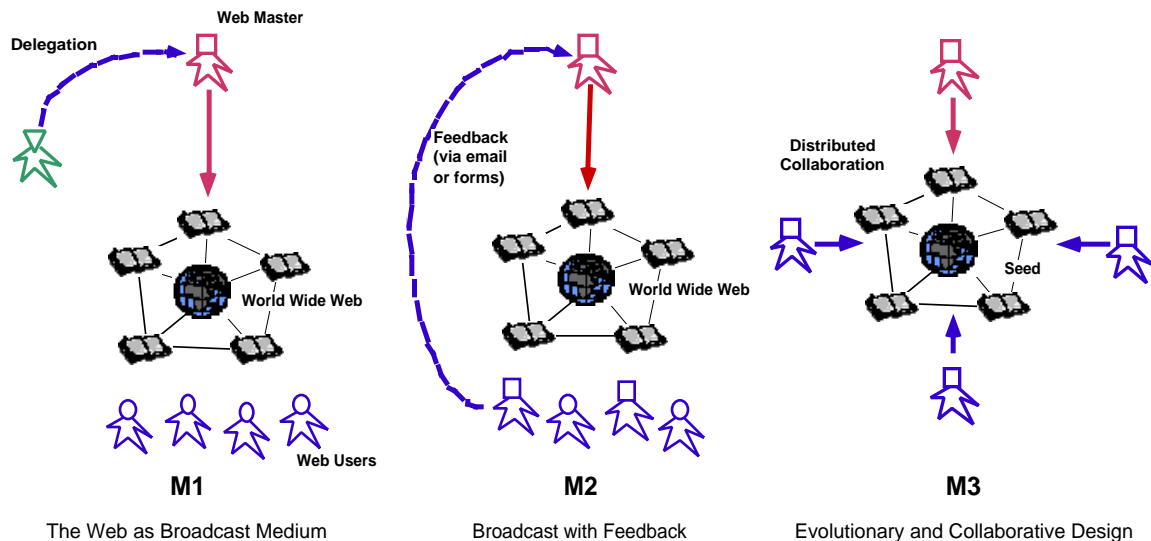 Web Master
Delegation
World Wide Web
Web Users
M1
The Web as Broadcast Medium
Feedback
(via email
or forms)
World Wide Web
M2
Broadcast with Feedback
Distributed
Collaboration
Seed
M3
Evolutionary and Collaborative Design